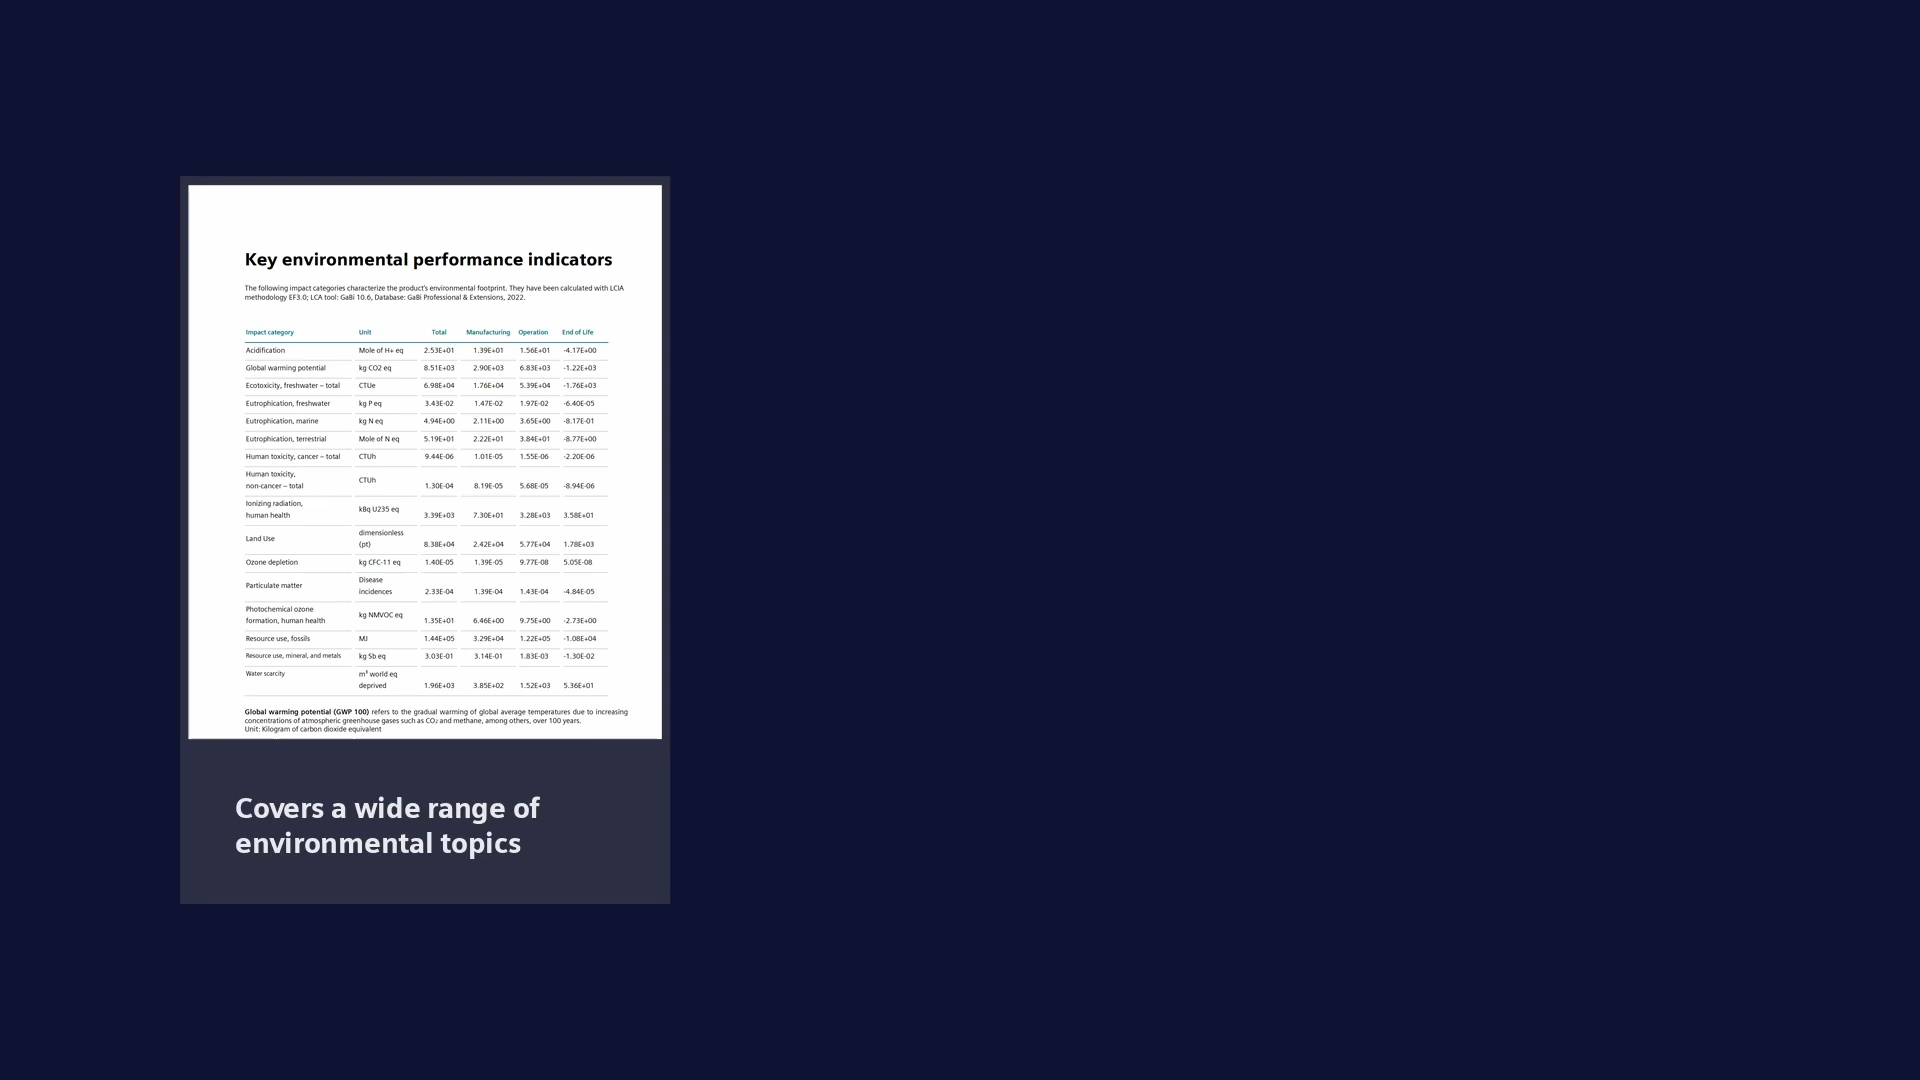 Key environmental performance indicators
The following impact categories characterize the product's environmental footprint. They have been calculated with LCIA
methodology EF3.0; LCA tool: GaBi 10.6, Database: GaBi Professional & Extensions, 2022.
Impact category Unit Total Manufacturing Operation End of Life
Acidification Mole of H+ eq 2.53E+01 1.39E+01 1.56E+01 -4.17E+00
Global warming potential kg CO2 eq 8.51E+03 2.90E+03 6.83E+03 -1.22E+03
Ecotoxicity, freshwater – total CTUe 6.98E+04 1.76E+04 5.39E+04 -1.76E+03
Eutrophication, freshwater kg P eq 3.43E-02 1.47E-02 1.97E-02 -6.40E-05
Eutrophication, marine kg N eq 4.94E+00 2.11E+00 3.65E+00 -8.17E-01
Eutrophication, terrestrial Mole of N eq 5.19E+01 2.22E+01 3.84E+01 -8.77E+00
Human toxicity, cancer – total CTUh 9.44E-06 1.01E-05 1.55E-06 -2.20E-06
Human toxicity,
non-cancer – total CTUh 1.30E-04 8.19E-05 5.68E-05 -8.94E-06
Ionizing radiation,
human health kBq U235 eq 3.39E+03 7.30E+01 3.28E+03 3.58E+01
Land Use dimensionless
(pt) 8.38E+04 2.42E+04 5.77E+04 1.78E+03
Ozone depletion kg CFC-11 eq 1.40E-05 1.39E-05 9.77E-08 5.05E-08
Particulate matter Disease
incidences 2.33E-04 1.39E-04 1.43E-04 -4.84E-05
Photochemical ozone
formation, human health kg NMVOC eq 1.35E+01 6.46E+00 9.75E+00 -2.73E+00
Resource use, fossils MJ 1.44E+05 3.29E+04 1.22E+05 -1.08E+04
Resource use, mineral, and metals kg Sb eq 3.03E-01 3.14E-01 1.83E-03 -1.30E-02
Water scarcity m³ world eq
deprived 1.96E+03 3.85E+02 1.52E+03 5.36E+01
Global warming potential (GWP 100) refers to the gradual warming of global average temperatures due to increasing
concentrations of atmospheric greenhouse gases such as CO₂ and methane, among others, over 100 years.
Unit: Kilogram of carbon dioxide equivalent
Covers a wide range of
environmental topics